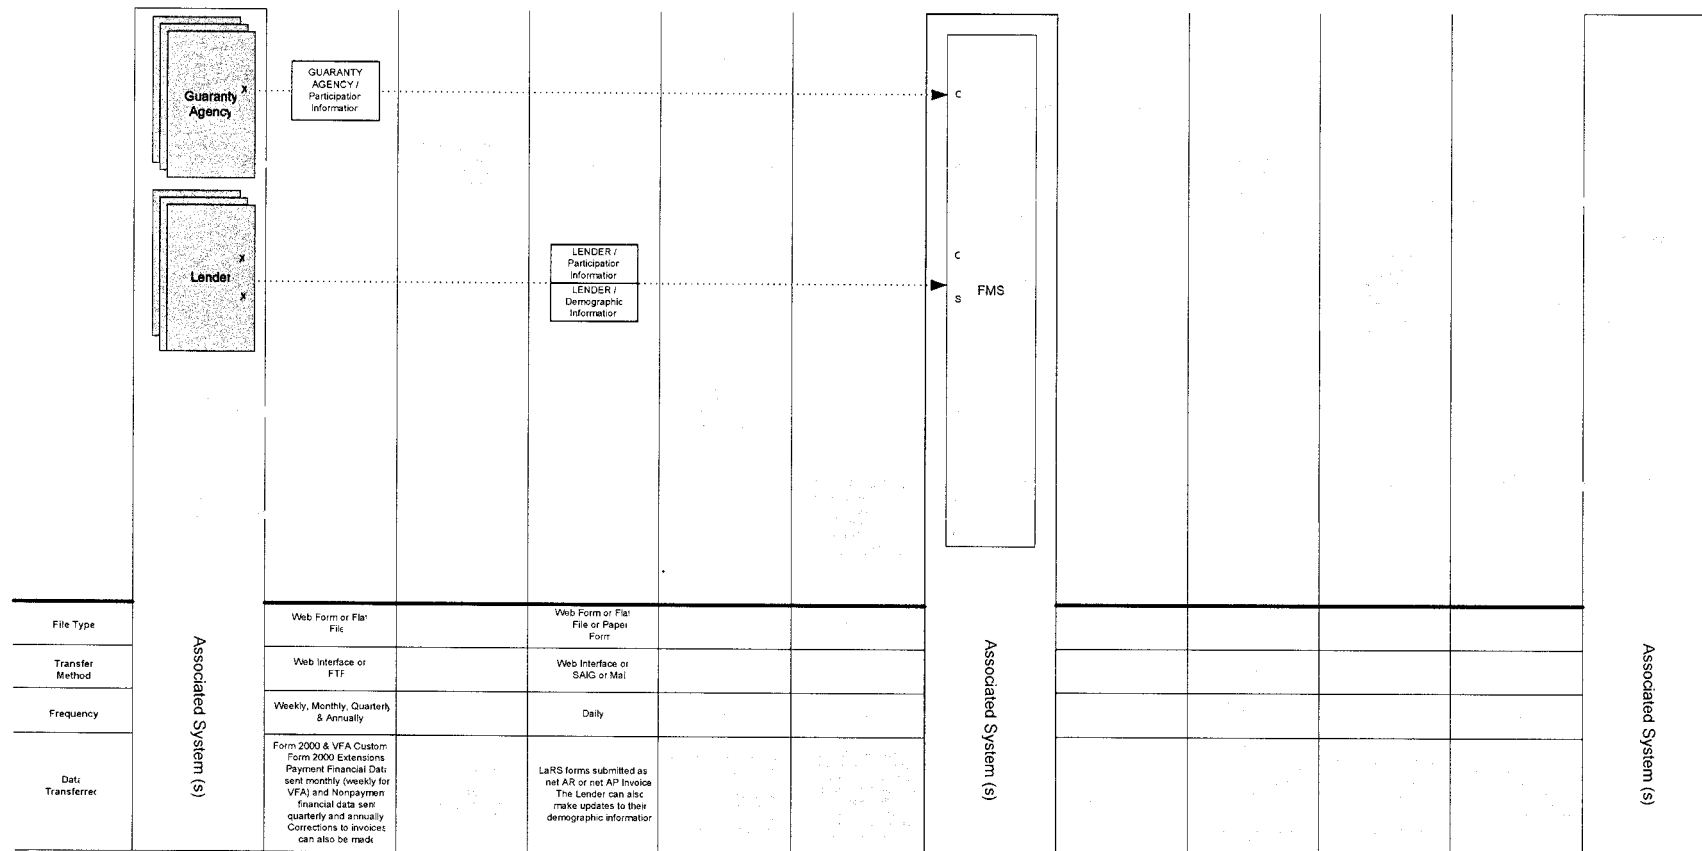 Guaranty
Agency
x
GUARANTY
AGENCY /
Participation
Information
C
Lender
x
x
LENDER /
Participation
Information
LENDER /
Demographic
Information
C
S
FMS
File Type
Web Form or Flat
File
Web Form or Flat
File or Paper
Form
Transfer
Method
Web Interface or
FTP
Web Interface or
SAIG or Mail
Frequency
Weekly, Monthly, Quarterly
& Annually
Daily
Data
Transferred
Form 2000 & VFA Custom
Form 2000 Extensions
Payment Financial Data
sent monthly (weekly for
VFA) and Nonpayment
financial data sent
quarterly and annually
Corrections to invoices
can also be made
LaRS forms submitted as
net AR or net AP Invoice
The Lender can also
make updates to their
demographic information
Associated System (s)
Associated System (s)
Associated System (s)